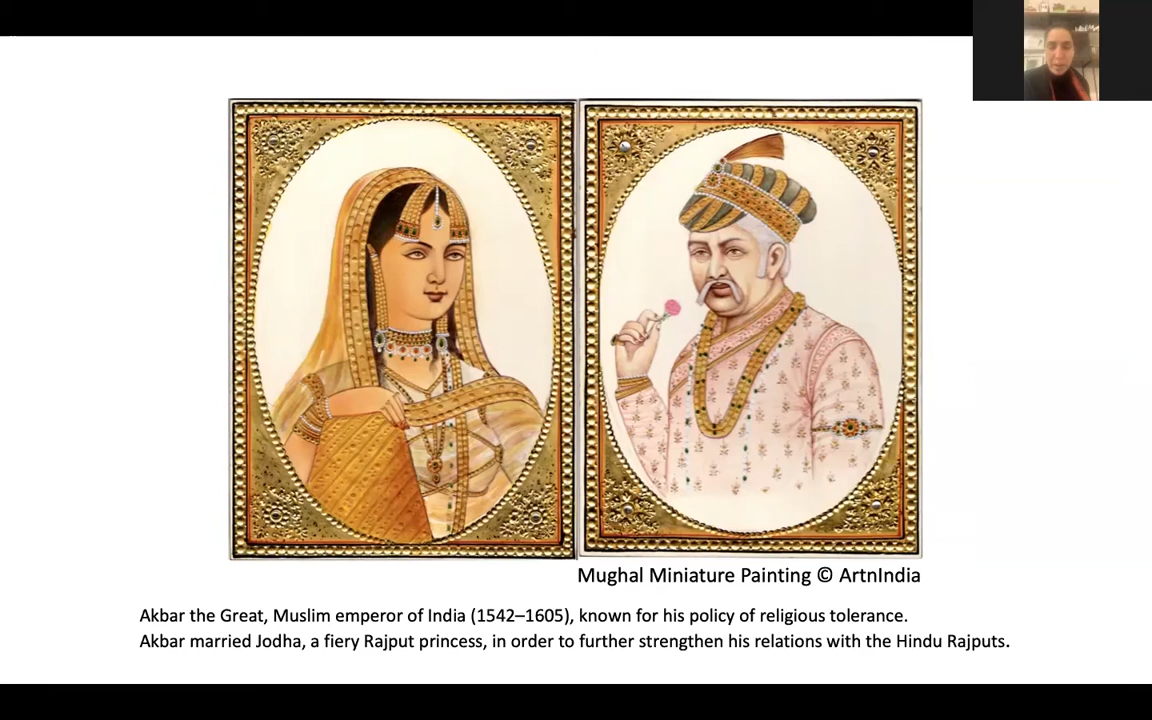 Mughal Miniature Painting © ArtnIndia
Akbar the Great, Muslim emperor of India (1542–1605), known for his policy of religious tolerance.
Akbar married Jodha, a fiery Rajput princess, in order to further strengthen his relations with the Hindu Rajputs.